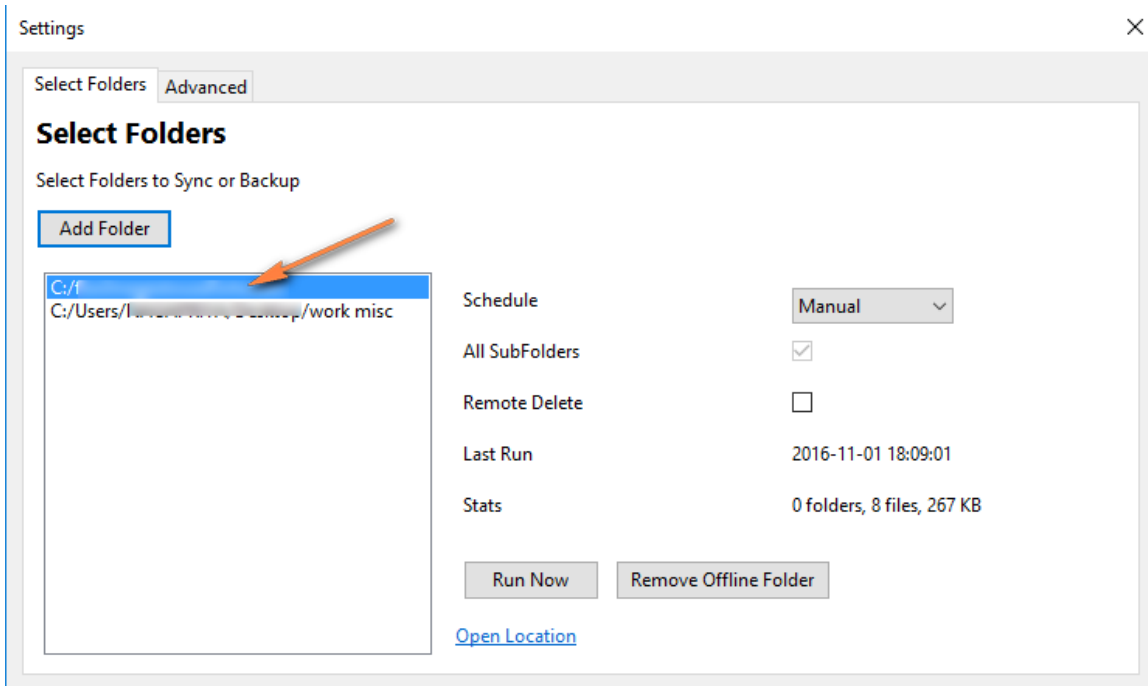 Settings
Select Folders Advanced
Select Folders
Select Folders to Sync or Backup
Add Folder
C:/f
C:/Users/ /work misc
Schedule Manual
All SubFolders
Remote Delete
Last Run 2016-11-01 18:09:01
Stats 0 folders, 8 files, 267 KB
Run Now Remove Offline Folder
Open Location